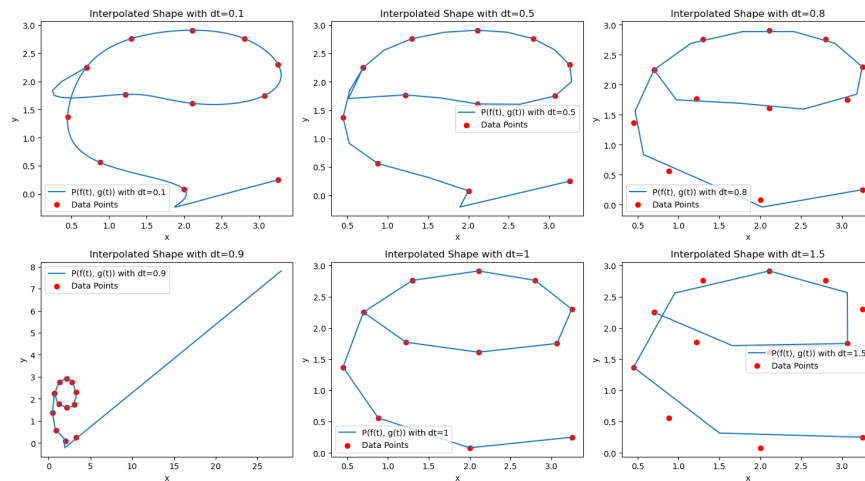 Interpolated Shape with dt=0.1
3.0
2.5
2.0
1.5
1.0
0.5
0.0
y
P(f(t), g(t)) with dt=0.1
Data Points
0.5 1.0 1.5 2.0 2.5 3.0
x
Interpolated Shape with dt=0.5
3.0
2.5
2.0
1.5
1.0
0.5
0.0
y
P(f(t), g(t)) with dt=0.5
Data Points
0.5 1.0 1.5 2.0 2.5 3.0
x
Interpolated Shape with dt=0.8
3.0
2.5
2.0
1.5
1.0
0.5
0.0
y
P(f(t), g(t)) with dt=0.8
Data Points
0.5 1.0 1.5 2.0 2.5 3.0
x
Interpolated Shape with dt=0.9
8
7
6
5
4
3
2
1
0
y
P(f(t), g(t)) with dt=0.9
Data Points
0 5 10 15 20 25
x
Interpolated Shape with dt=1
3.0
2.5
2.0
1.5
1.0
0.5
0.0
y
P(f(t), g(t)) with dt=1
Data Points
0.5 1.0 1.5 2.0 2.5 3.0
x
Interpolated Shape with dt=1.5
3.0
2.5
2.0
1.5
1.0
0.5
0.0
y
P(f(t), g(t)) with dt=1.5
Data Points
0.5 1.0 1.5 2.0 2.5 3.0
x